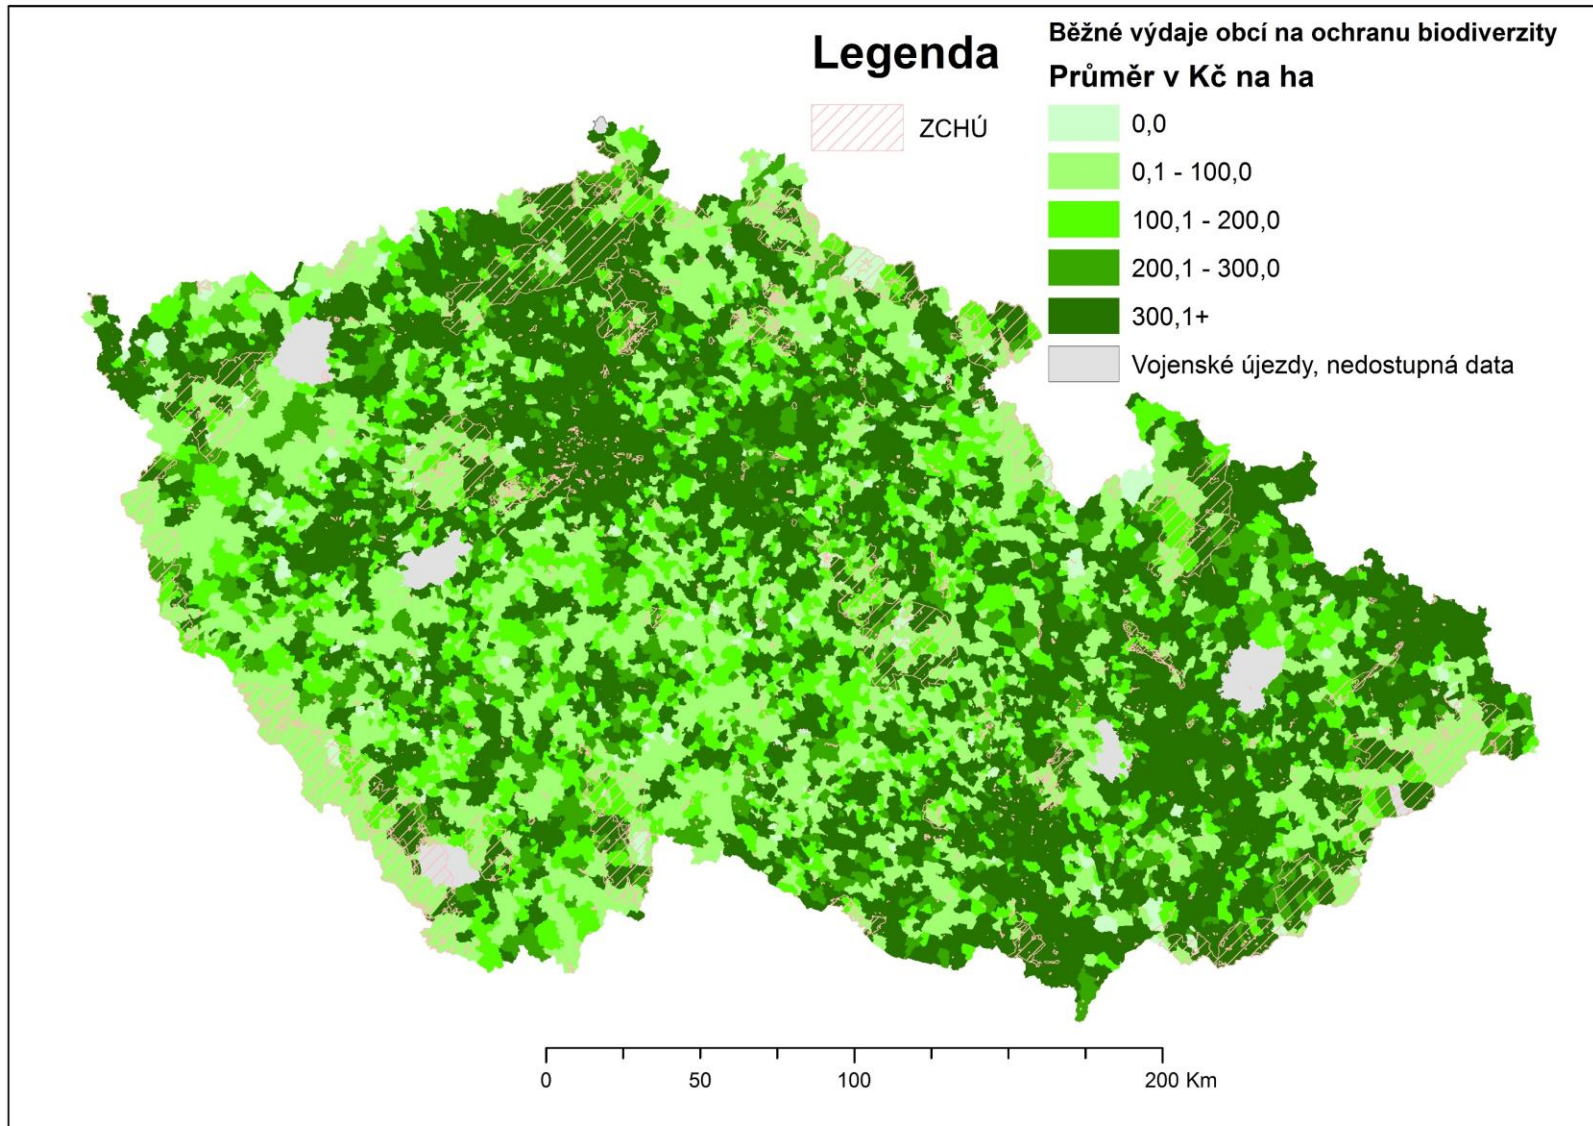 Legenda
ZCHÚ
Běžné výdaje obcí na ochranu biodiverzity
Průměr v Kč na ha
0,0
0,1 - 100,0
100,1 - 200,0
200,1 - 300,0
300,1+
Vojenské újezdy, nedostupná data
0 50 100 200 Km